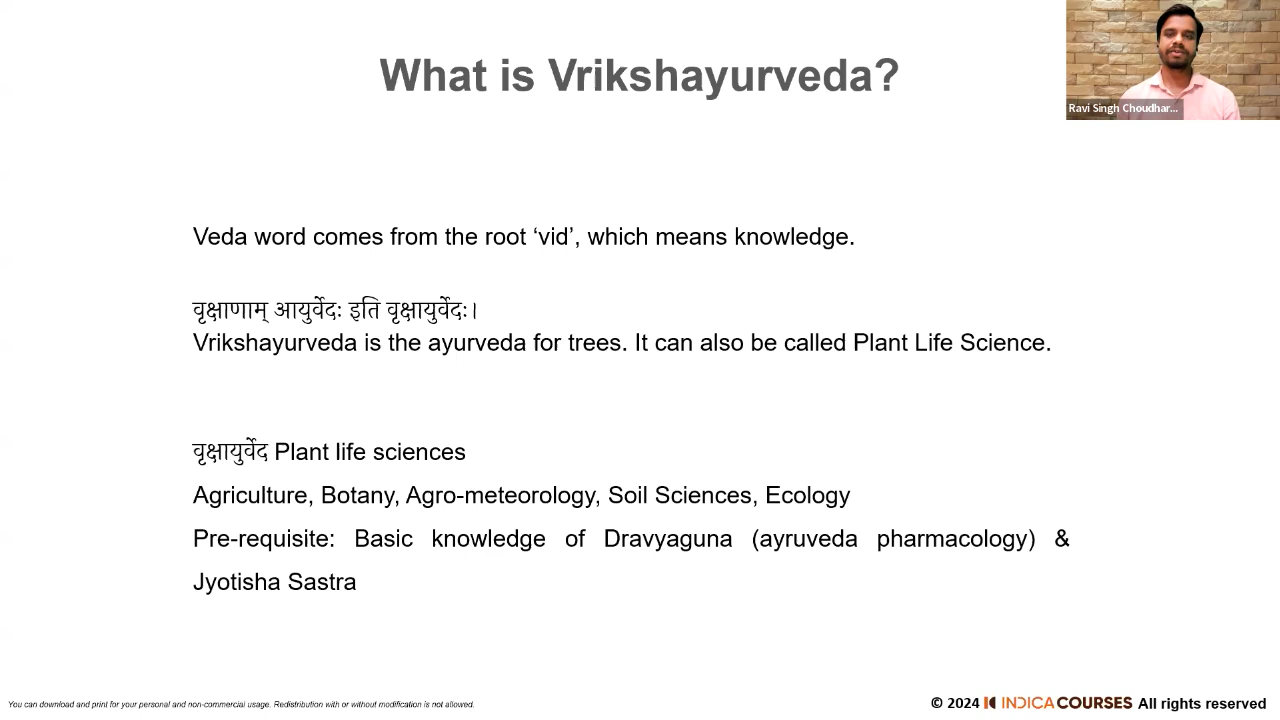 What is Vrikshayurveda?
Ravi Singh Choudhar...
Veda word comes from the root ‘vid’, which means knowledge.
वृक्षाणाम् आयुर्वेदः इति वृक्षायुर्वेदः।
Vrikshayurveda is the ayurveda for trees. It can also be called Plant Life Science.
वृक्षायुर्वेद Plant life sciences
Agriculture, Botany, Agro-meteorology, Soil Sciences, Ecology
Pre-requisite: Basic knowledge of Dravyaguna (ayruveda pharmacology) &
Jyotisha Sastra
You can download and print for your personal and non-commercial usage. Redistribution with or without modification is not allowed.
© 2024 INDICA COURSES All rights reserved